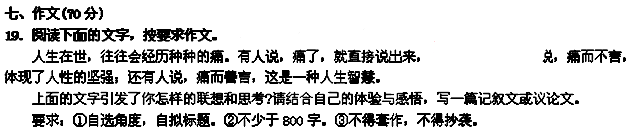 七、作文(70分)
19. 阅读下面的文字，按要求作文。
人生在世，往往会经历种种的痛。有人说，痛了，就直接说出来， 说，痛而不言，
体现了人性的坚强；还有人说，痛而善言，这是一种人生智慧。
上面的文字引发了你怎样的联想和思考?请结合自己的体验与感悟，写一篇记叙文或议论文。
要求：①自选角度，自拟标题。②不少于800字。③不得套作，不得抄袭。